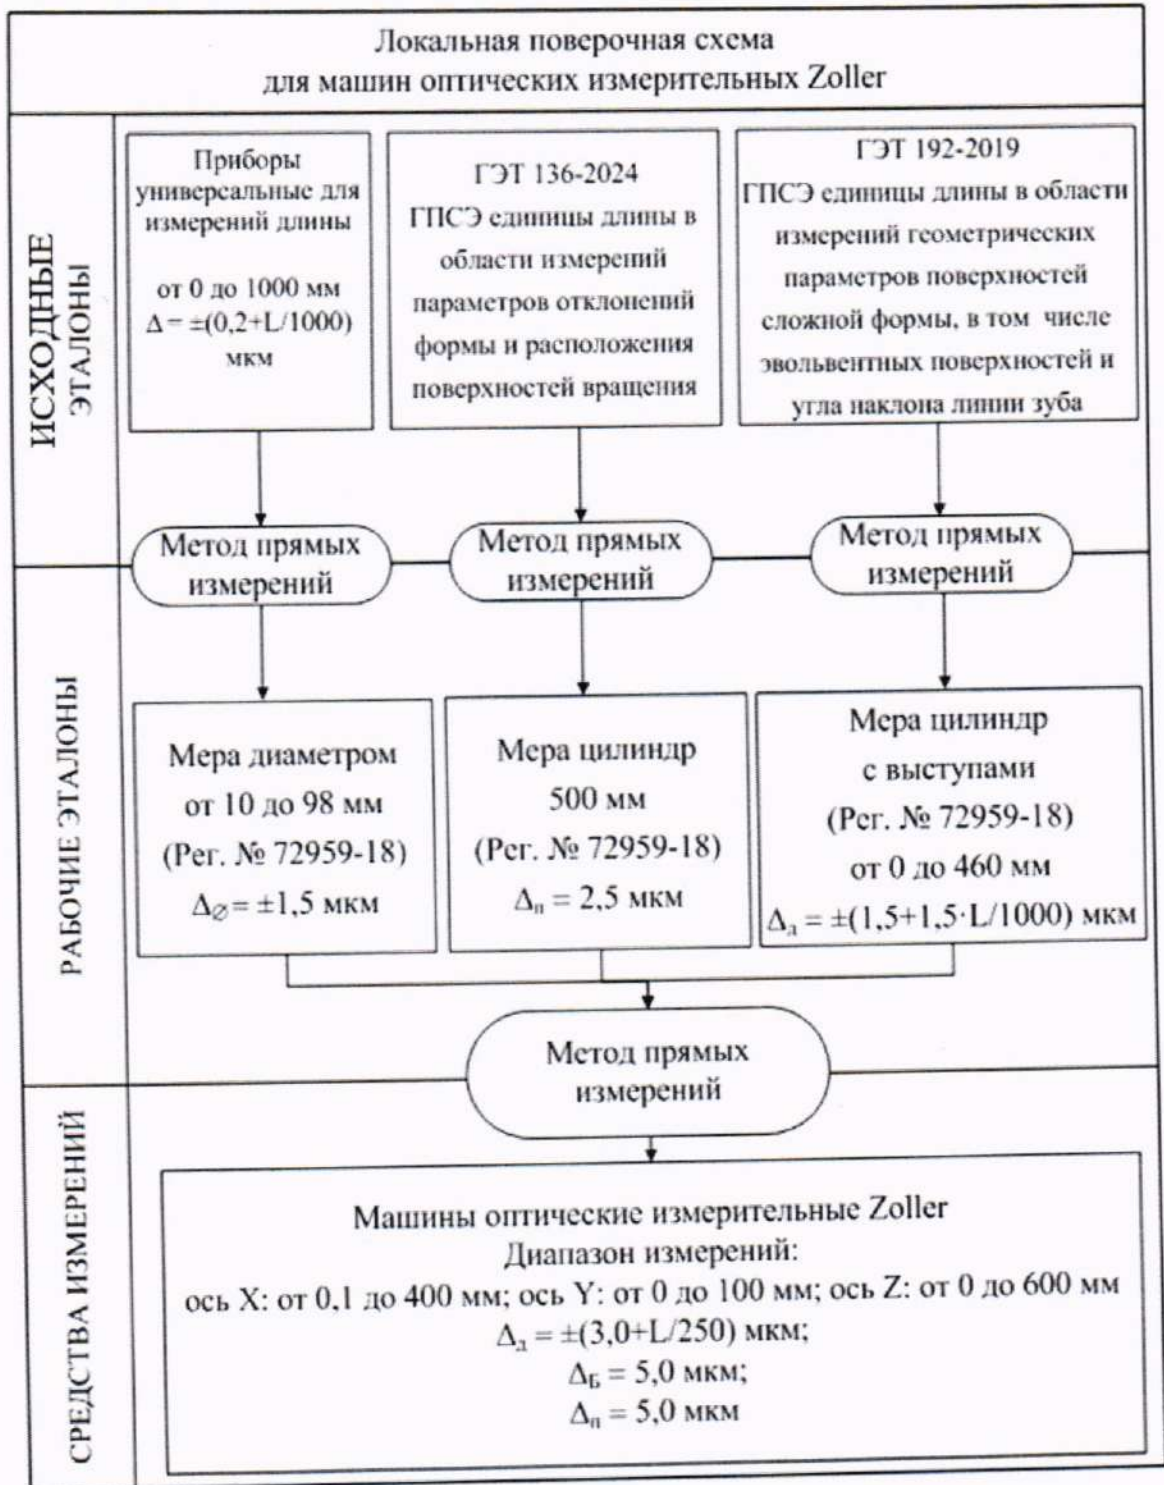 Локальная поверочная схема
для машин оптических измерительных Zoller
ИСХОДНЫЕ
ЭТАЛОНЫ
Приборы
универсальные для
измерений длины
от 0 до 1000 мм
Δ = ±(0,2+L/1000)
мкм
ГЭТ 136-2024
ГПСЭ единицы длины в
области измерений
параметров отклонений
формы и расположения
поверхностей вращения
ГЭТ 192-2019
ГПСЭ единицы длины в области
измерений геометрических
параметров поверхностей
сложной формы, в том числе
эвольвентных поверхностей и
угла наклона линии зуба
Метод прямых
измерений
Метод прямых
измерений
Метод прямых
измерений
РАБОЧИЕ ЭТАЛОНЫ
Мера диаметром
от 10 до 98 мм
(Рег. № 72959-18)
Δ∅ = ±1,5 мкм
Мера цилиндр
500 мм
(Рег. № 72959-18)
Δп = 2,5 мкм
Мера цилиндр
с выступами
(Рег. № 72959-18)
от 0 до 460 мм
Δд = ±(1,5+1,5·L/1000) мкм
Метод прямых
измерений
СРЕДСТВА ИЗМЕРЕНИЙ
Машины оптические измерительные Zoller
Диапазон измерений:
ось X: от 0,1 до 400 мм; ось Y: от 0 до 100 мм; ось Z: от 0 до 600 мм
Δд = ±(3,0+L/250) мкм;
ΔБ = 5,0 мкм;
Δп = 5,0 мкм